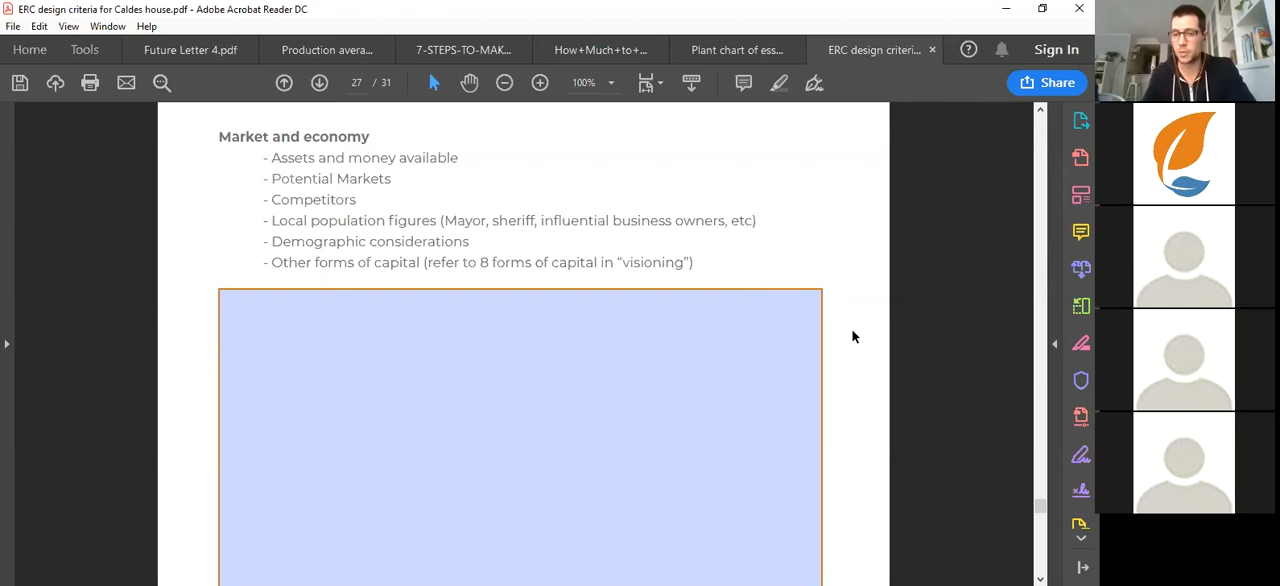 ERC design criteria for Caldes house.pdf - Adobe Acrobat Reader DC
File Edit View Window Help
Home Tools Future Letter 4.pdf Production avera... 7-STEPS-TO-MAK... How+Much+to+... Plant chart of ess... ERC design criteri... × Sign In
27 / 31 100% Share
Market and economy
- Assets and money available
- Potential Markets
- Competitors
- Local population figures (Mayor, sheriff, influential business owners, etc)
- Demographic considerations
- Other forms of capital (refer to 8 forms of capital in “visioning”)